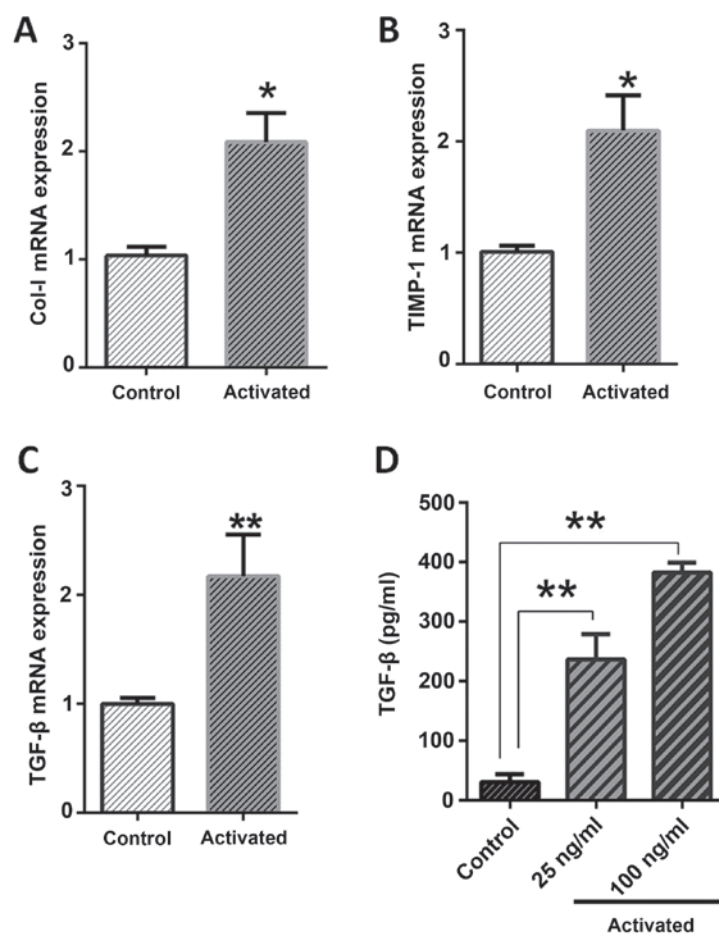 A
Col-I mRNA expression
3
2
1
0
*
Control
Activated
B
TIMP-1 mRNA expression
3
2
1
0
*
Control
Activated
C
TGF-β mRNA expression
3
2
1
0
**
Control
Activated
D
TGF-β (pg/ml)
500
400
300
200
100
0
**
**
Control
25 ng/ml
100 ng/ml
Activated